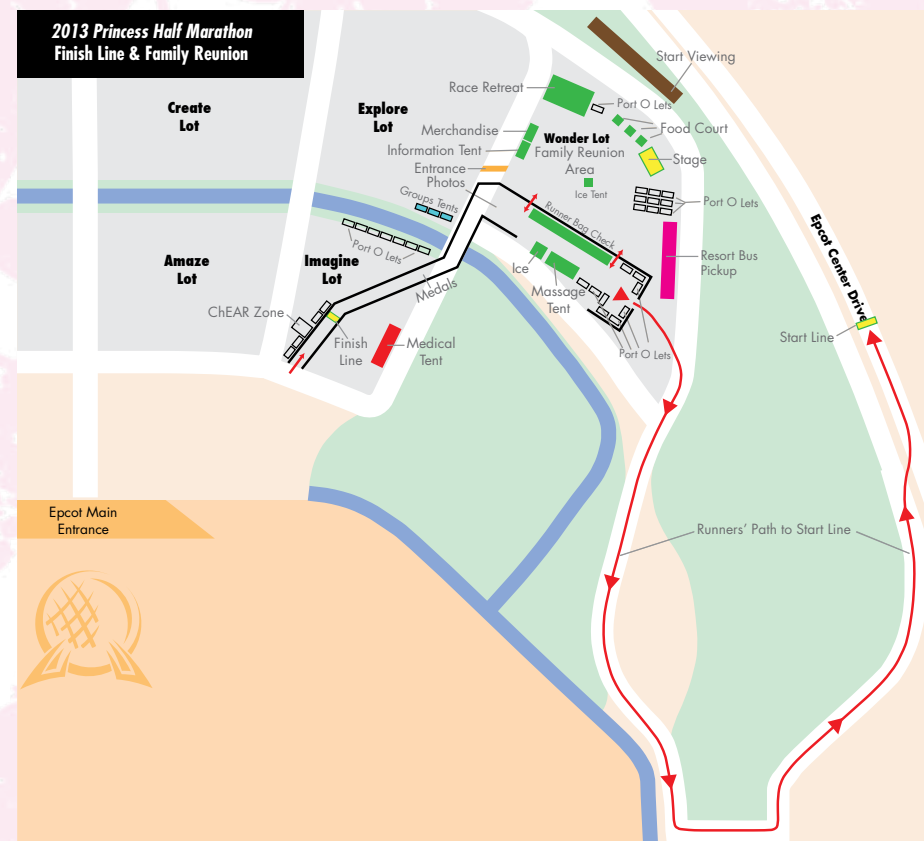 2013 Princess Half Marathon
Finish Line & Family Reunion
Start Viewing
Race Retreat
Port O Lets
Create
Lot
Explore
Lot
Merchandise
Information Tent
Wonder Lot
Family Reunion
Area
Food Court
Stage
Entrance
Photos
Ice Tent
Groups Tents
Port O Lets
Runner Bag Check
Port O Lets
Amaze
Lot
Imagine
Lot
Medals
Ice
Massage
Tent
Resort Bus
Pickup
Epcot Center Drive
ChEAR Zone
Finish
Line
Medical
Tent
Port O Lets
Start Line
Epcot Main
Entrance
Runners' Path to Start Line